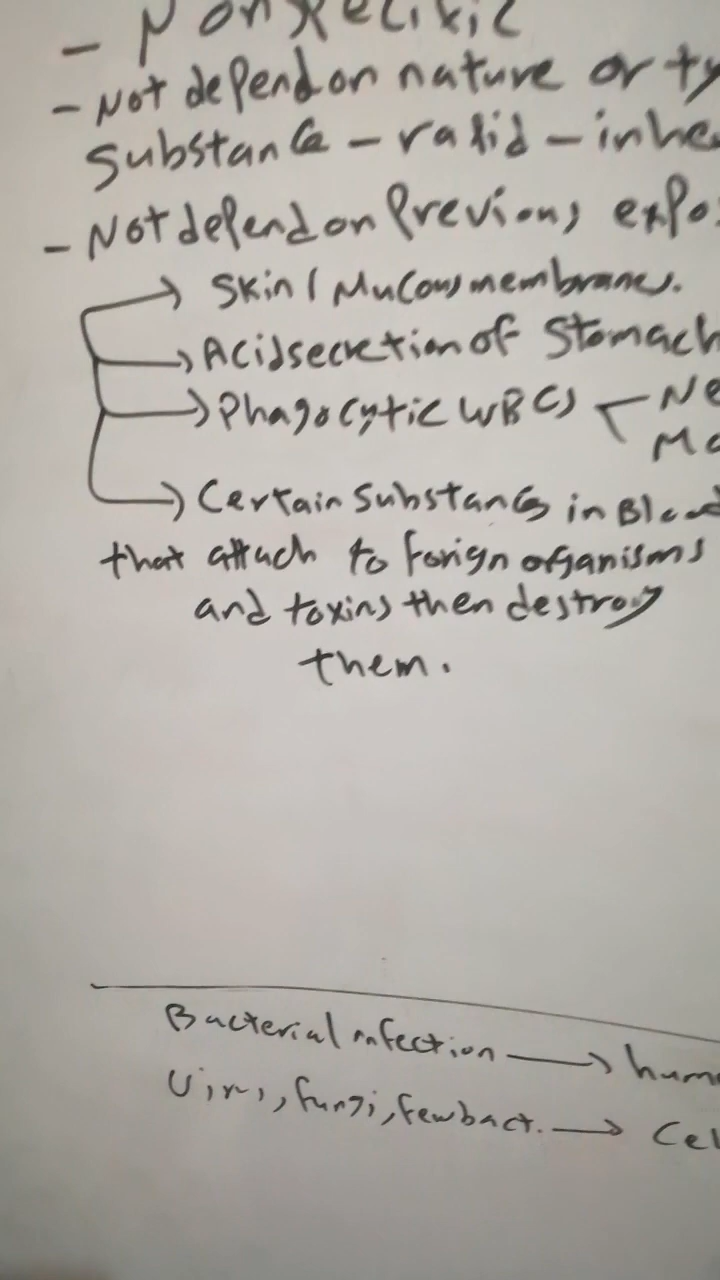 - Not depend on nature or ty
Substance - rapid - inhe
- Not depend on Previous expo
Skin / Mucous membranes.
Acid secretion of Stomach
Phagocytic WBCs Ne
Certain Substances in Blood
that attach to forign organisms
and toxins then destroy
them.
Bacterial infection → hum
Virus, fungi, few bact. → Cel